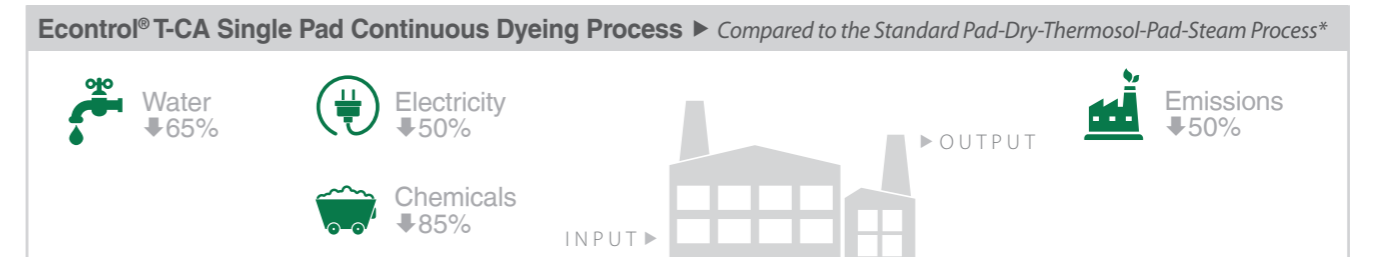 Econtrol® T-CA Single Pad Continuous Dyeing Process ▶ Compared to the Standard Pad-Dry-Thermosol-Pad-Steam Process*
Water
⬇65%
Electricity
⬇50%
Chemicals
⬇85%
INPUT ▶
▶ OUTPUT
Emissions
⬇50%